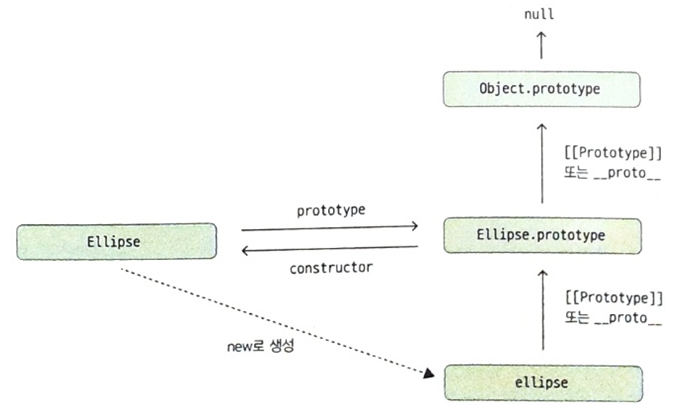 null
Object.prototype
[[Prototype]]
또는 __proto__
prototype
Ellipse
Ellipse.prototype
constructor
[[Prototype]]
또는 __proto__
new로 생성
ellipse